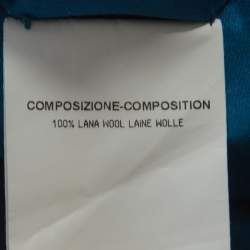 COMPOSIZIONE-COMPOSITION
100% LANA WOOL LAINE WOLLE